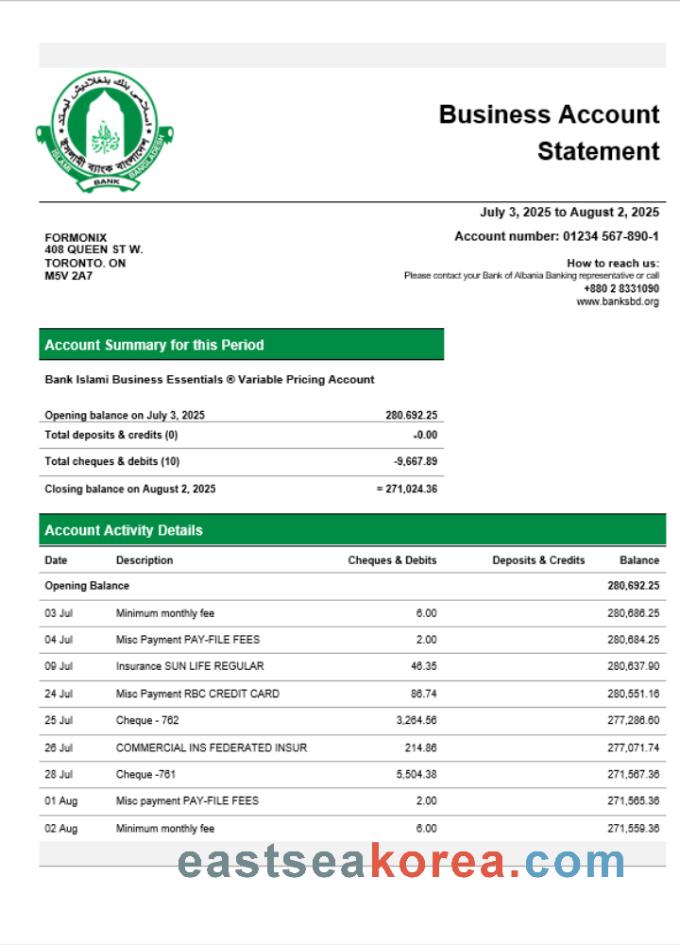 اسلامى بنك بنغلاديش ليمتد
ইসলামী ব্যাংক বাংলাদেশ
ISLAMI BANK BANGLADESH
Business Account
Statement
July 3, 2025 to August 2, 2025
Account number: 01234 567-890-1
FORMONIX
408 QUEEN ST W.
TORONTO. ON
M5V 2A7
How to reach us:
Please contact your Bank of Albania Banking representative or call
+880 2 8331090
www.banksbd.org
Account Summary for this Period
Bank Islami Business Essentials ® Variable Pricing Account
Opening balance on July 3, 2025 280.692.25
Total deposits & credits (0) -0.00
Total cheques & debits (10) -9,667.89
Closing balance on August 2, 2025 = 271,024.36
Account Activity Details
Date Description Cheques & Debits Deposits & Credits Balance
Opening Balance 280,692.25
03 Jul Minimum monthly fee 6.00 280,686.25
04 Jul Misc Payment PAY-FILE FEES 2.00 280,684.25
09 Jul Insurance SUN LIFE REGULAR 46.35 280,637.90
24 Jul Misc Payment RBC CREDIT CARD 86.74 280,551.16
25 Jul Cheque - 762 3,264.56 277,286.60
26 Jul COMMERCIAL INS FEDERATED INSUR 214.86 277,071.74
28 Jul Cheque -761 5,504.38 271,567.36
01 Aug Misc payment PAY-FILE FEES 2.00 271,565.36
02 Aug Minimum monthly fee 6.00 271,559.36
eastseakorea.com